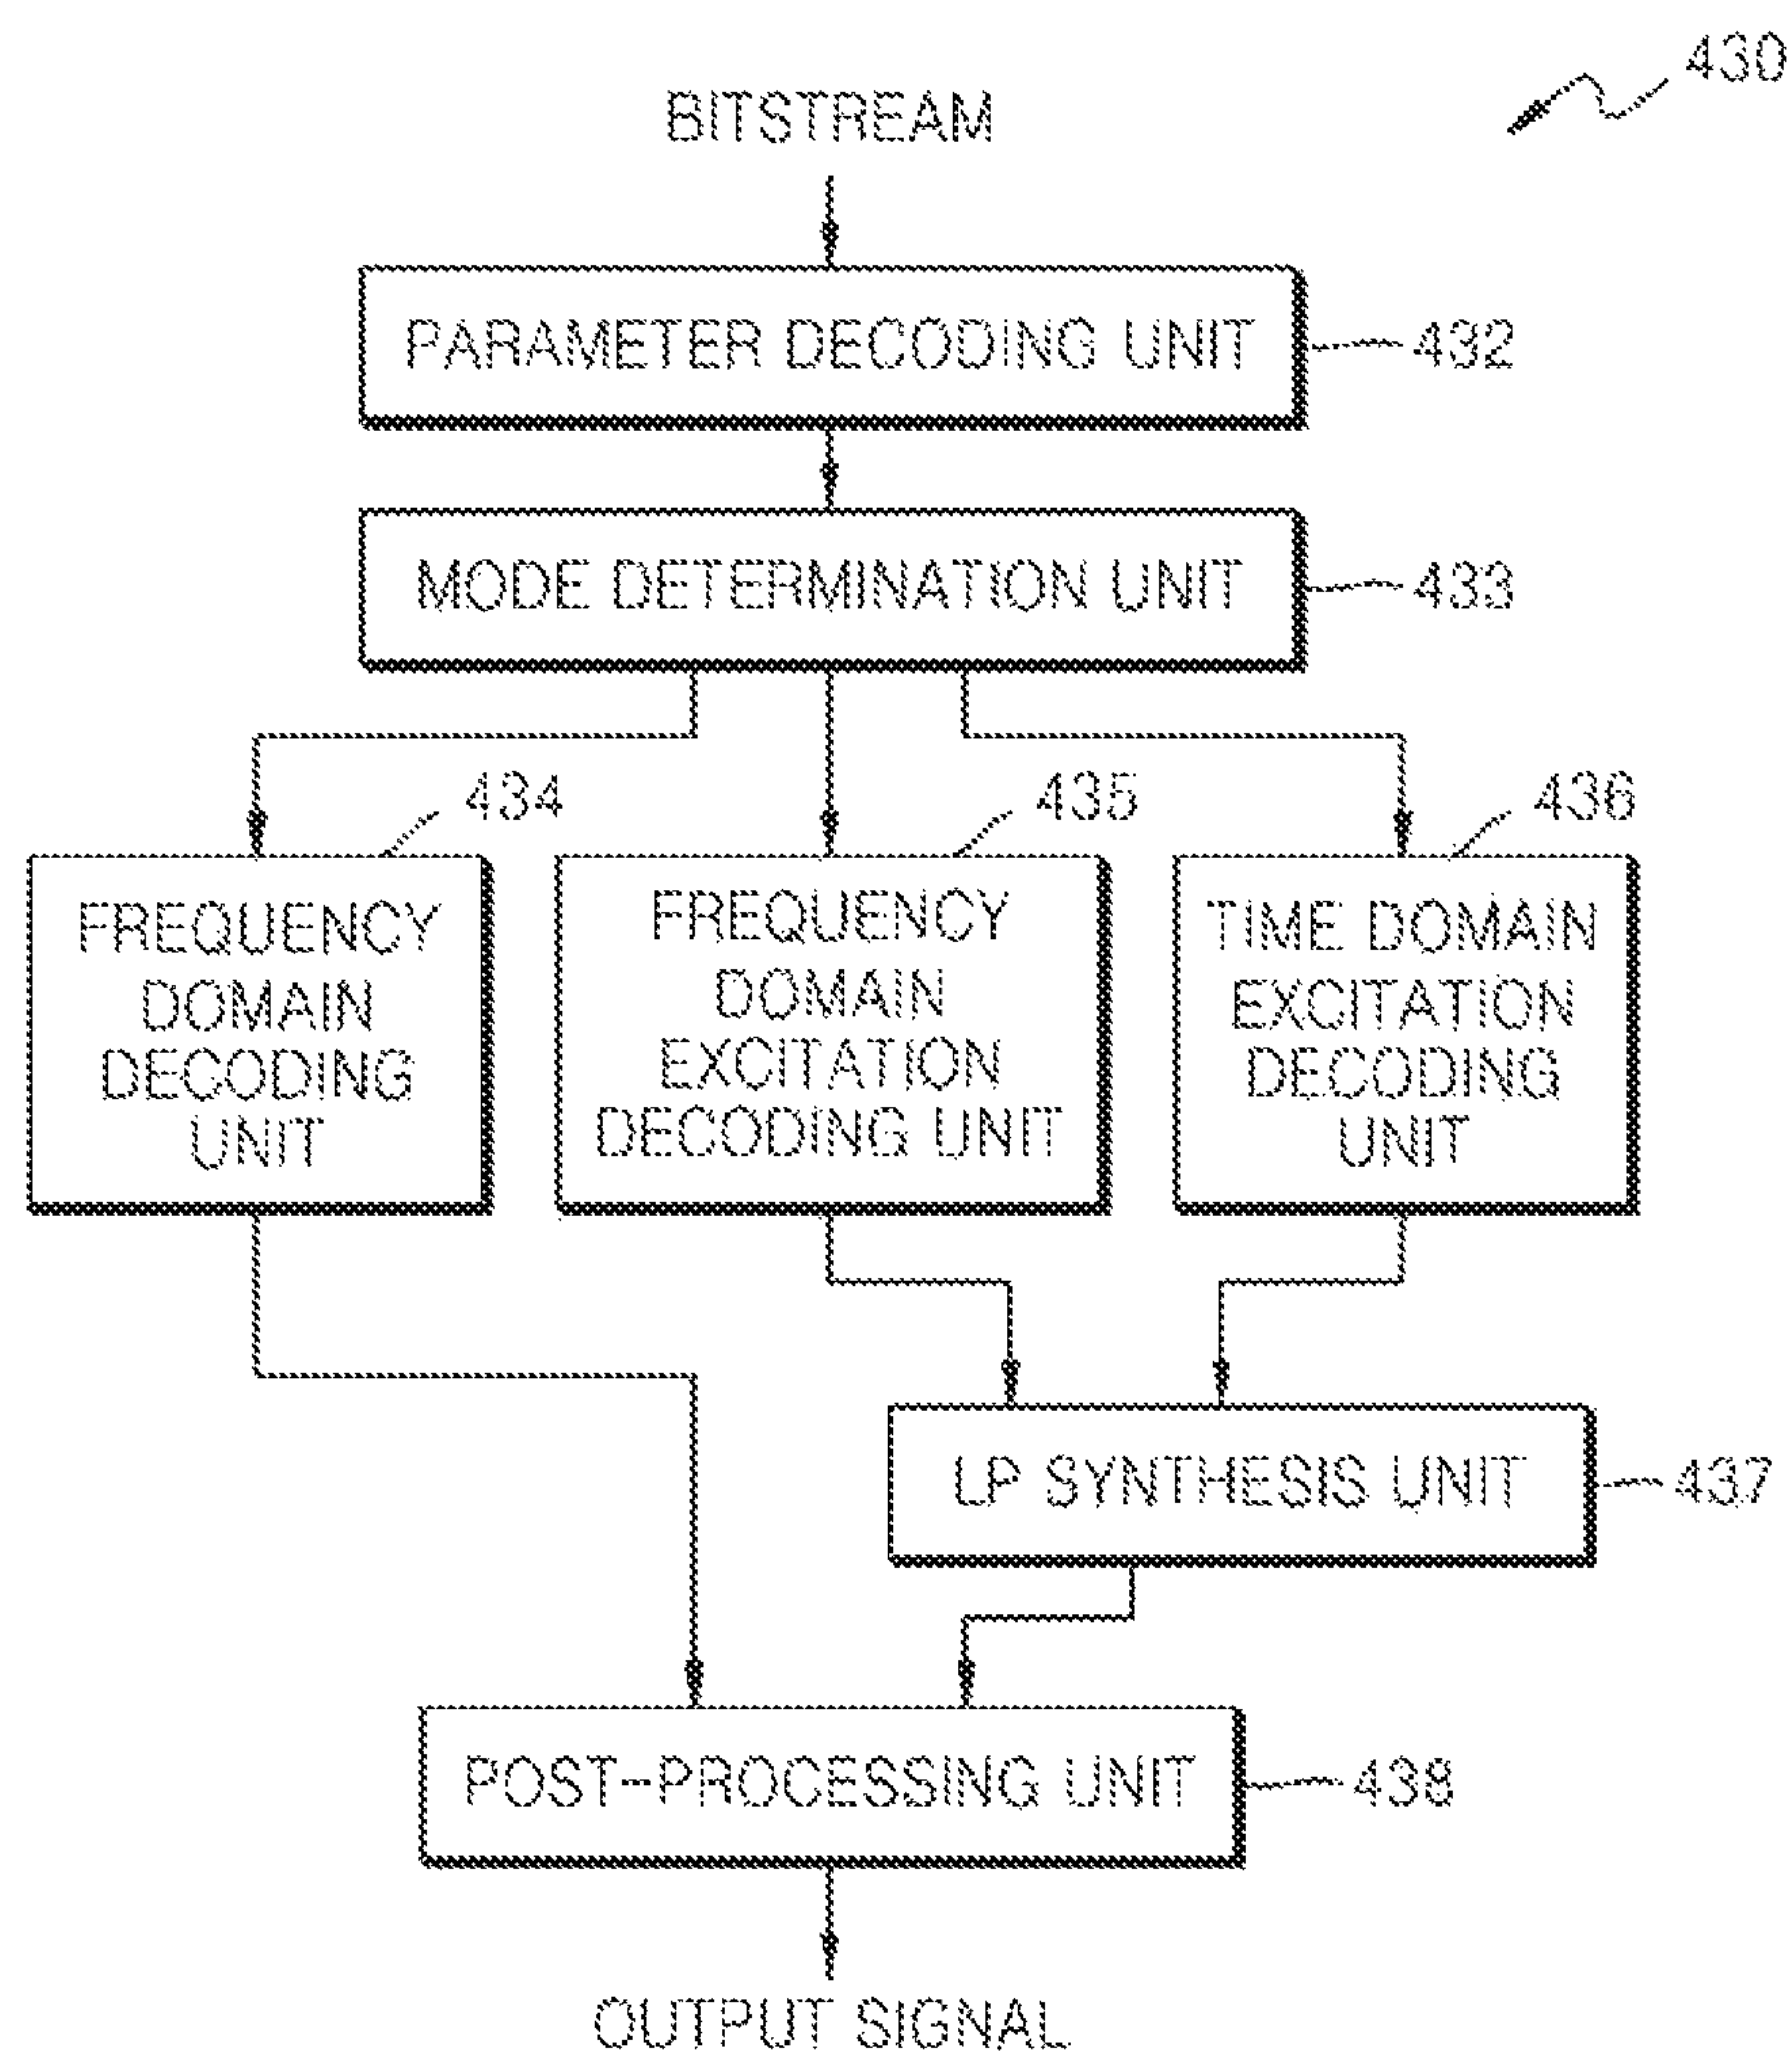 430
BITSTREAM
PARAMETER DECODING UNIT
432
MODE DETERMINATION UNIT
433
434
435
436
FREQUENCY
DOMAIN
DECODING
UNIT
FREQUENCY
DOMAIN
EXCITATION
DECODING UNIT
TIME DOMAIN
EXCITATION
DECODING
UNIT
LP SYNTHESIS UNIT
437
POST-PROCESSING UNIT
438
OUTPUT SIGNAL